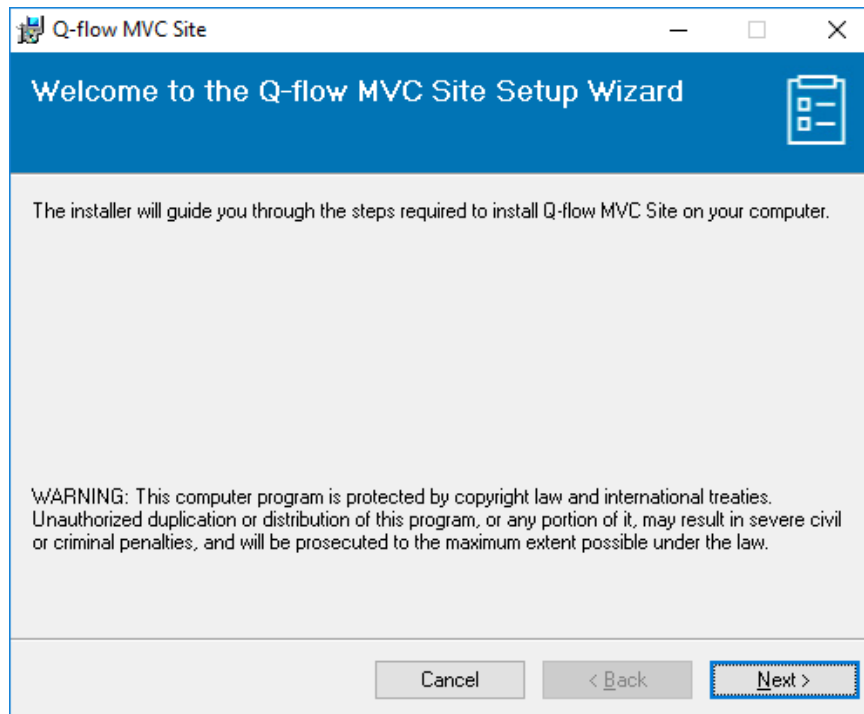 Q-flow MVC Site
Welcome to the Q-flow MVC Site Setup Wizard
The installer will guide you through the steps required to install Q-flow MVC Site on your computer.
WARNING: This computer program is protected by copyright law and international treaties.
Unauthorized duplication or distribution of this program, or any portion of it, may result in severe civil
or criminal penalties, and will be prosecuted to the maximum extent possible under the law.
Cancel < Back Next >